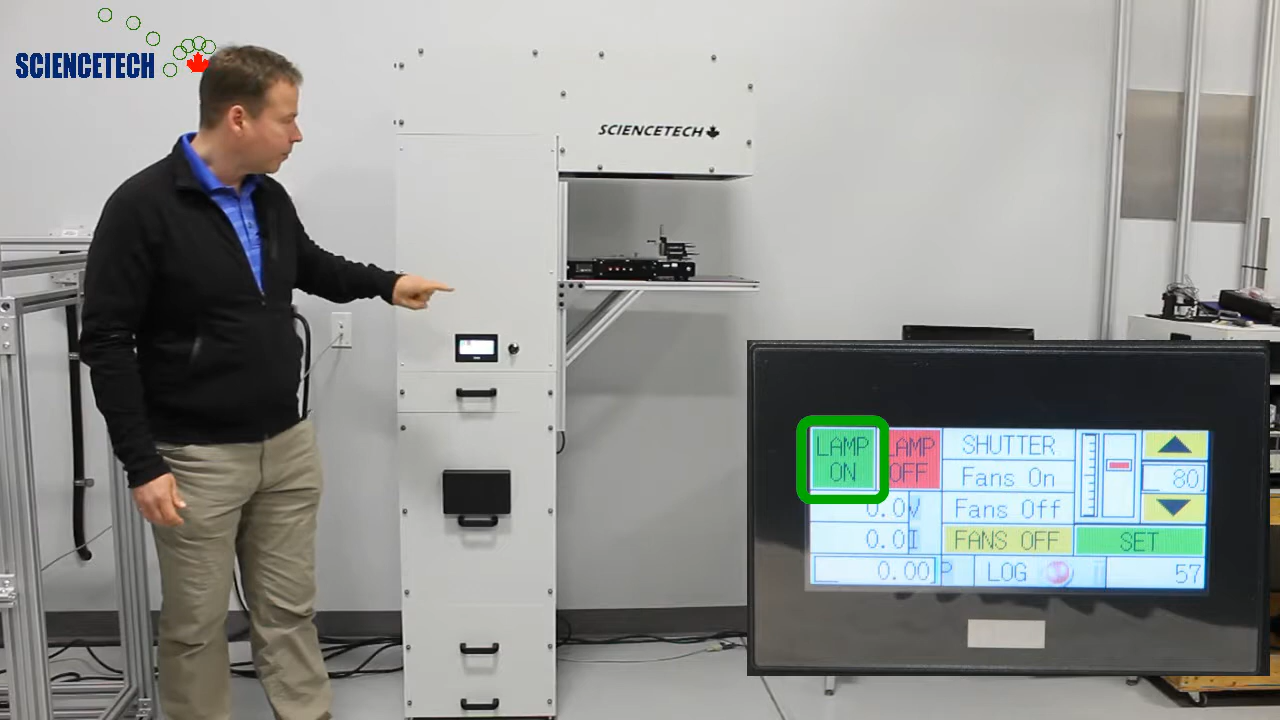 SCIENCETECH
SCIENCETECH
LAMP ON
LAMP OFF
SHUTTER
Fans On
80
0.0V
Fans Off
0.0I
FANS OFF
SET
0.00 P
LOG
57